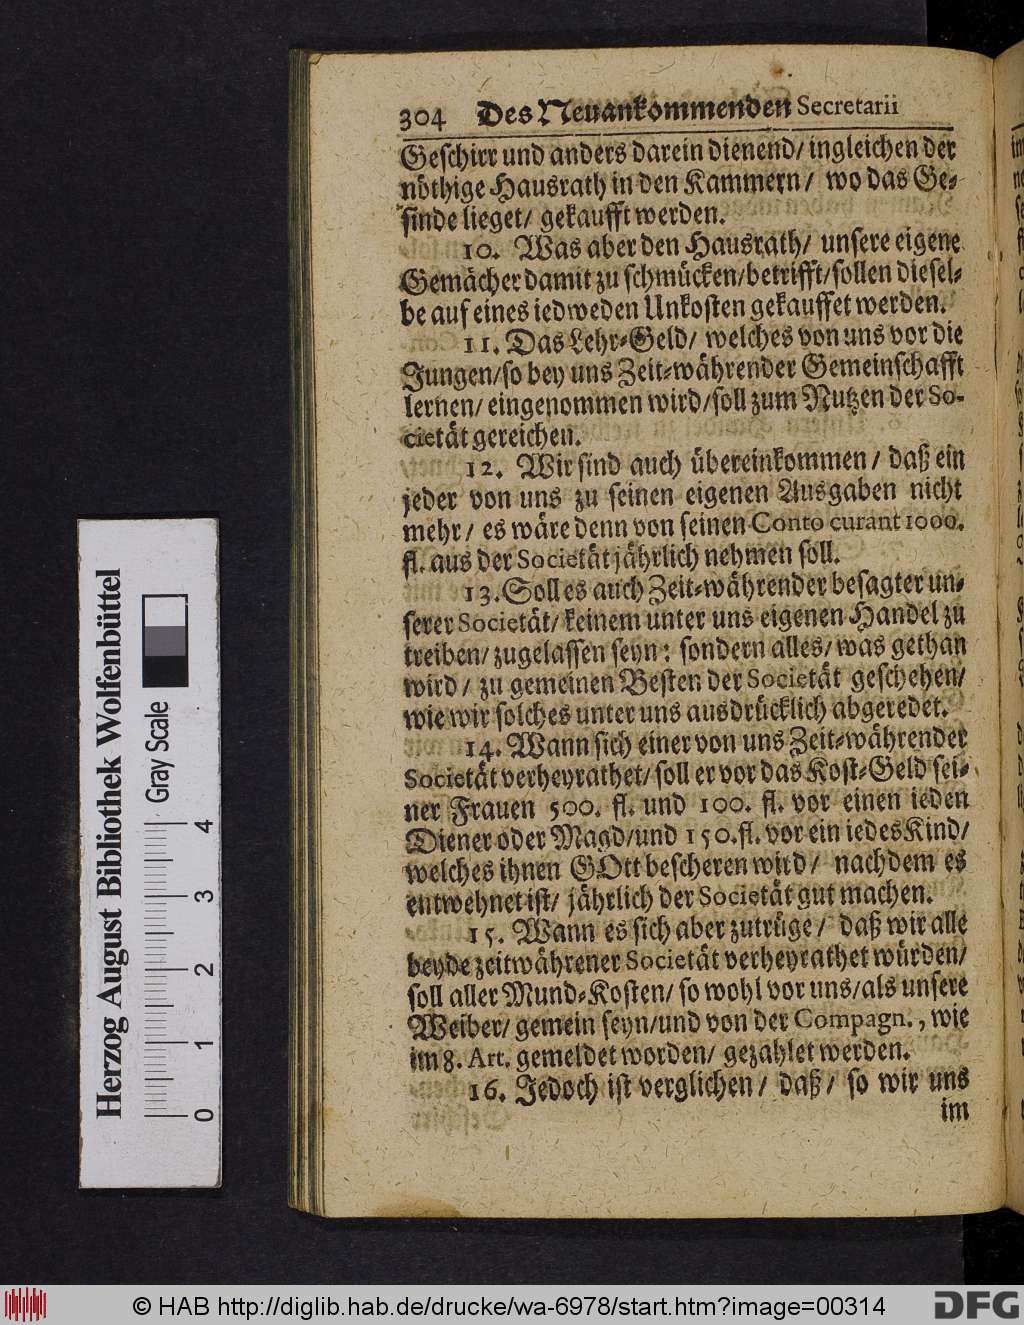 304 Des Neuankommenden Secretarii
Geschirr und anders darein dienend/ ingleichen der
nöthige Hausrath in den Kammern/ wo das Ge-
sinde lieget/ gekaufft werden.
10. Was aber den Hausrath/ unsere eigene
Gemächer damit zu schmücken/betrifft/sollen diesel-
be auf eines iedweden Unkosten gekauffet werden.
11. Das Lehr-Geld/ welches von uns vor die
Jungen/so bey uns Zeit-währender Gemeinschafft
lernen/ eingenommen wird/soll zum Nutzen der So-
cietät gereichen.
12. Wir sind auch übereinkommen/ daß ein
jeder von uns zu seinen eigenen Ausgaben nicht
mehr/ es wäre denn von seinen Conto curant 1000.
fl. aus der Societät jährlich nehmen soll.
13. Soll es auch Zeit-währender besagter un-
serer Societät/ keinem unter uns eigenen Handel zu
treiben/ zugelassen seyn: sondern alles/ was gethan
wird/ zu gemeinen Besten der Societät geschehen/
wie wir solches unter uns ausdrücklich abgeredet.
14. Wann sich einer von uns Zeit-währender
Societät verheyrathet/ soll er vor das Kost-Geld sei-
ner Frauen 500. fl. und 100. fl. vor einen ieden
Diener oder Magd/und 150.fl. vor ein iedes Kind/
welches ihnen GOtt bescheren wird/ nachdem es
entwehnet ist/ jährlich der Societät gut machen.
15. Wann es sich aber zutrüge/ daß wir alle
beyde zeitwährener Societät verheyrathet würden/
soll aller Mund-Kosten/ so wohl vor uns/als unsere
Weiber/ gemein seyn/und von der Compagn., wie
im 8. Art. gemeldet worden/ gezahlet werden.
16. Jedoch ist verglichen/ daß/ so wir uns
im
Herzog August Bibliothek Wolfenbüttel
Gray Scale
0 1 2 3 4
© HAB http://diglib.hab.de/drucke/wa-6978/start.htm?image=00314
DFG